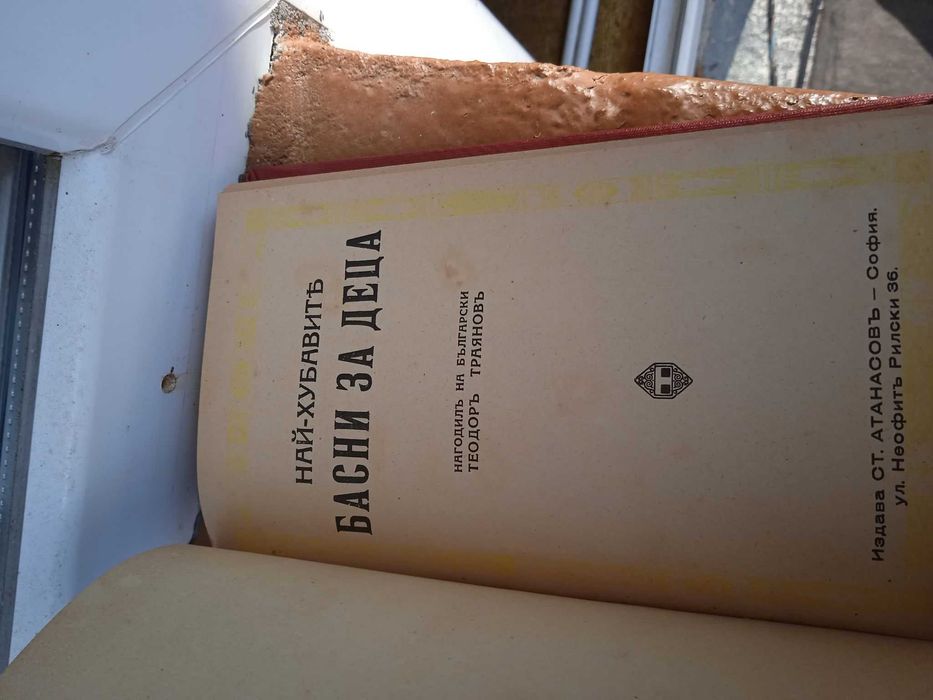 НАЙ-ХУБАВИТѢ
БАСНИ ЗА ДЕЦА
НАГОДИЛЪ НА БЪЛГАРСКИ
ТЕОДОРЪ ТРАЯНОВЪ
Издава СТ. АТАНАСОВЪ — София.
ул. Неофитъ Рилски 36.